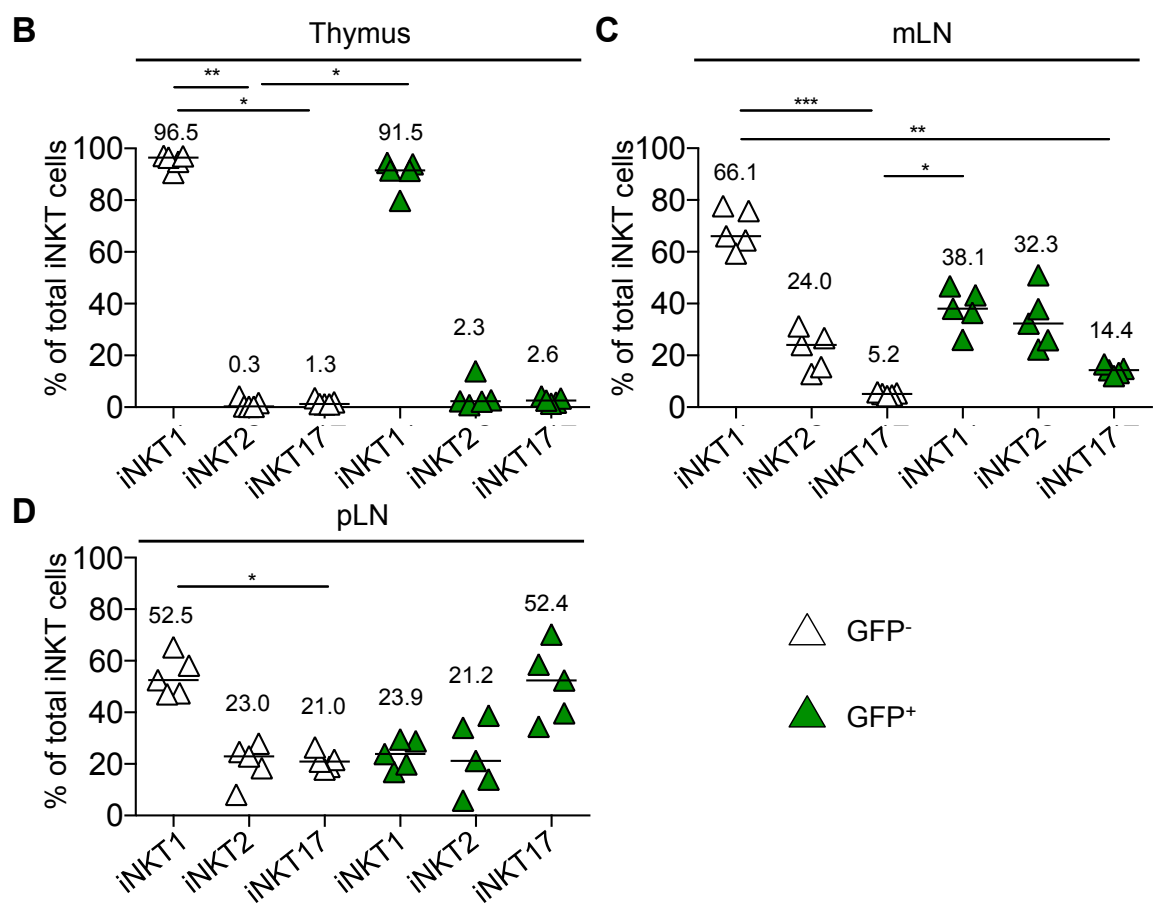 B
Thymus
** *
*
96.5 0.3 1.3 91.5 2.3 2.6
% of total iNKT cells
100
80
60
40
20
0
iNKT1 iNKT2 iNKT17 iNKT1 iNKT2 iNKT17
C
mLN
***
**
*
66.1 24.0 5.2 38.1 32.3 14.4
% of total iNKT cells
100
80
60
40
20
0
iNKT1 iNKT2 iNKT17 iNKT1 iNKT2 iNKT17
D
pLN
*
52.5 23.0 21.0 23.9 21.2 52.4
% of total iNKT cells
100
80
60
40
20
0
iNKT1 iNKT2 iNKT17 iNKT1 iNKT2 iNKT17
GFP-
GFP+